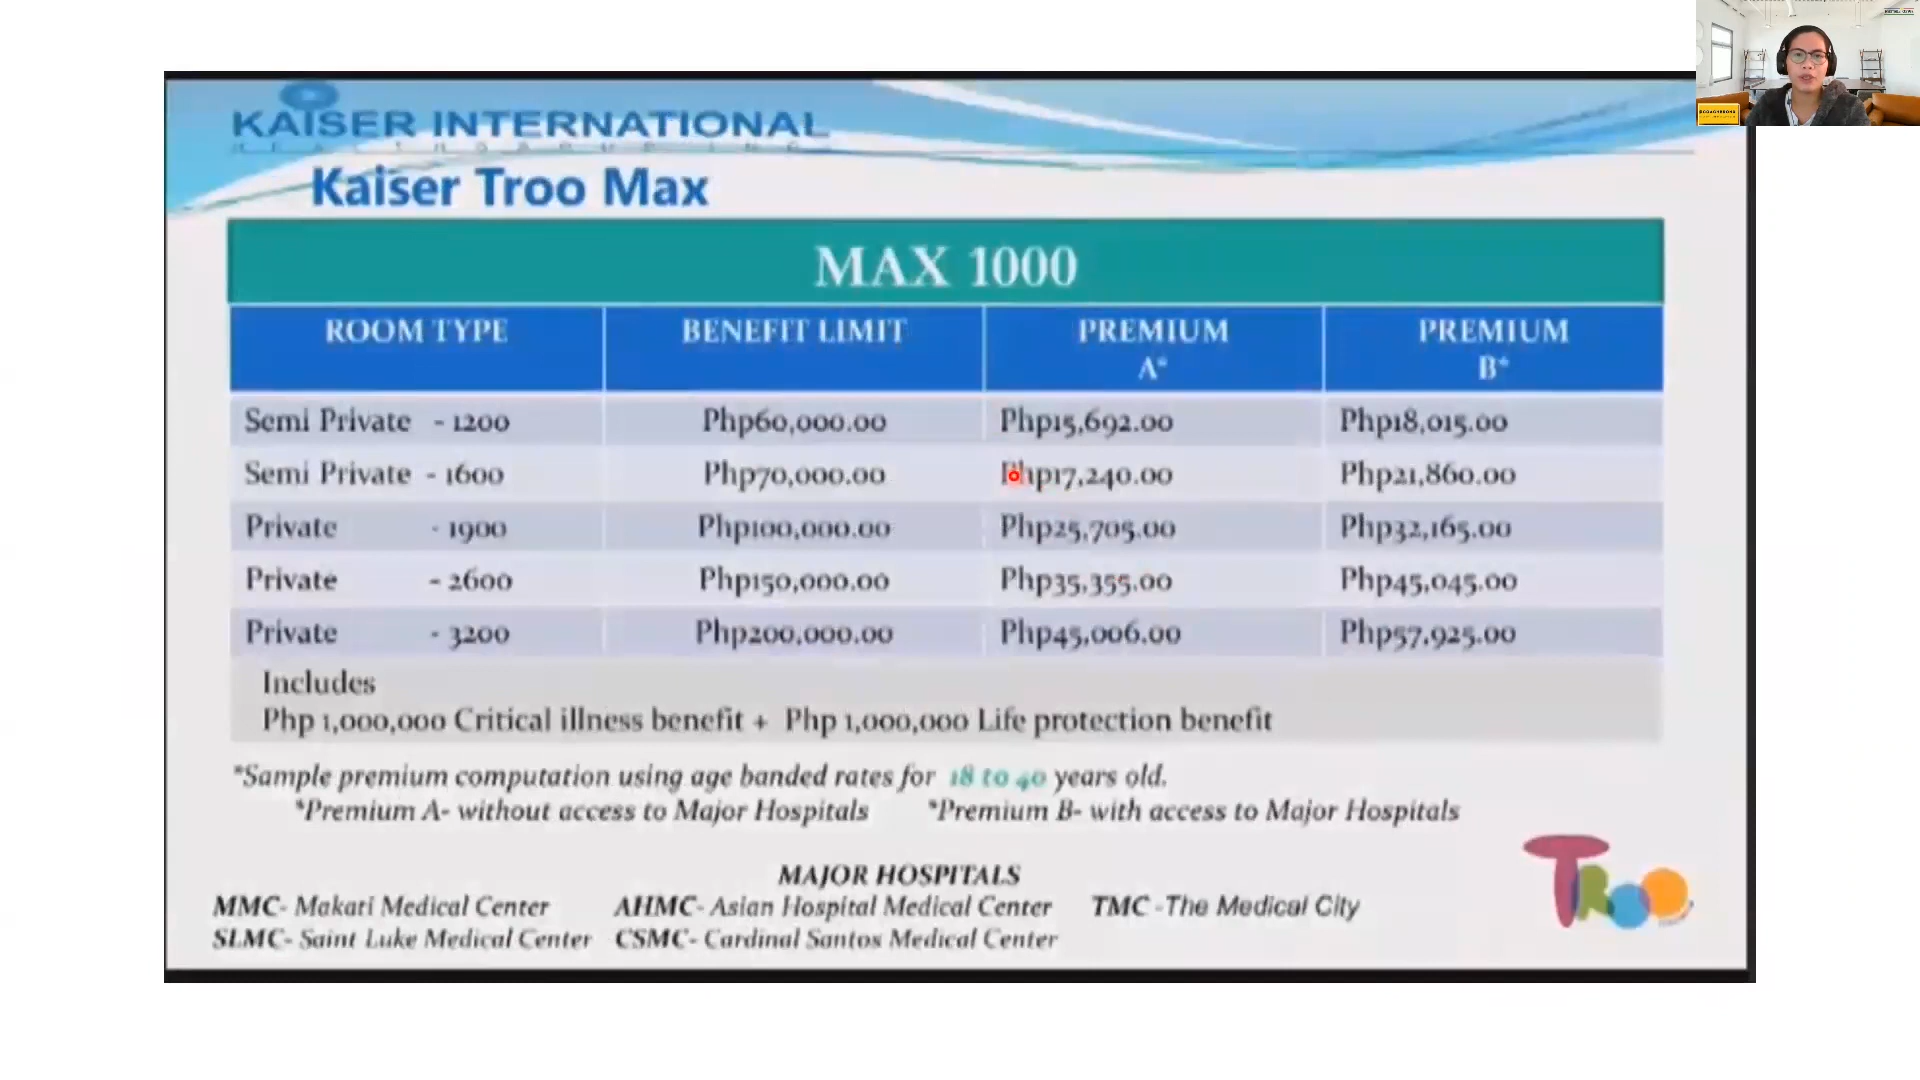 KAISER INTERNATIONAL
HEALTHGROUP INC.
Kaiser Troo Max
MAX 1000
ROOM TYPE BENEFIT LIMIT PREMIUM A* PREMIUM B*
Semi Private - 1200 Php60,000.00 Php15,692.00 Php18,015.00
Semi Private - 1600 Php70,000.00 Php17,240.00 Php21,860.00
Private - 1900 Php100,000.00 Php25,705.00 Php32,165.00
Private - 2600 Php150,000.00 Php35,355.00 Php45,045.00
Private - 3200 Php200,000.00 Php45,006.00 Php57,925.00
Includes
Php 1,000,000 Critical illness benefit + Php 1,000,000 Life protection benefit
*Sample premium computation using age banded rates for 18 to 40 years old.
*Premium A- without access to Major Hospitals *Premium B- with access to Major Hospitals
MAJOR HOSPITALS
MMC- Makati Medical Center AHMC- Asian Hospital Medical Center TMC -The Medical City
SLMC- Saint Luke Medical Center CSMC- Cardinal Santos Medical Center
TRoo